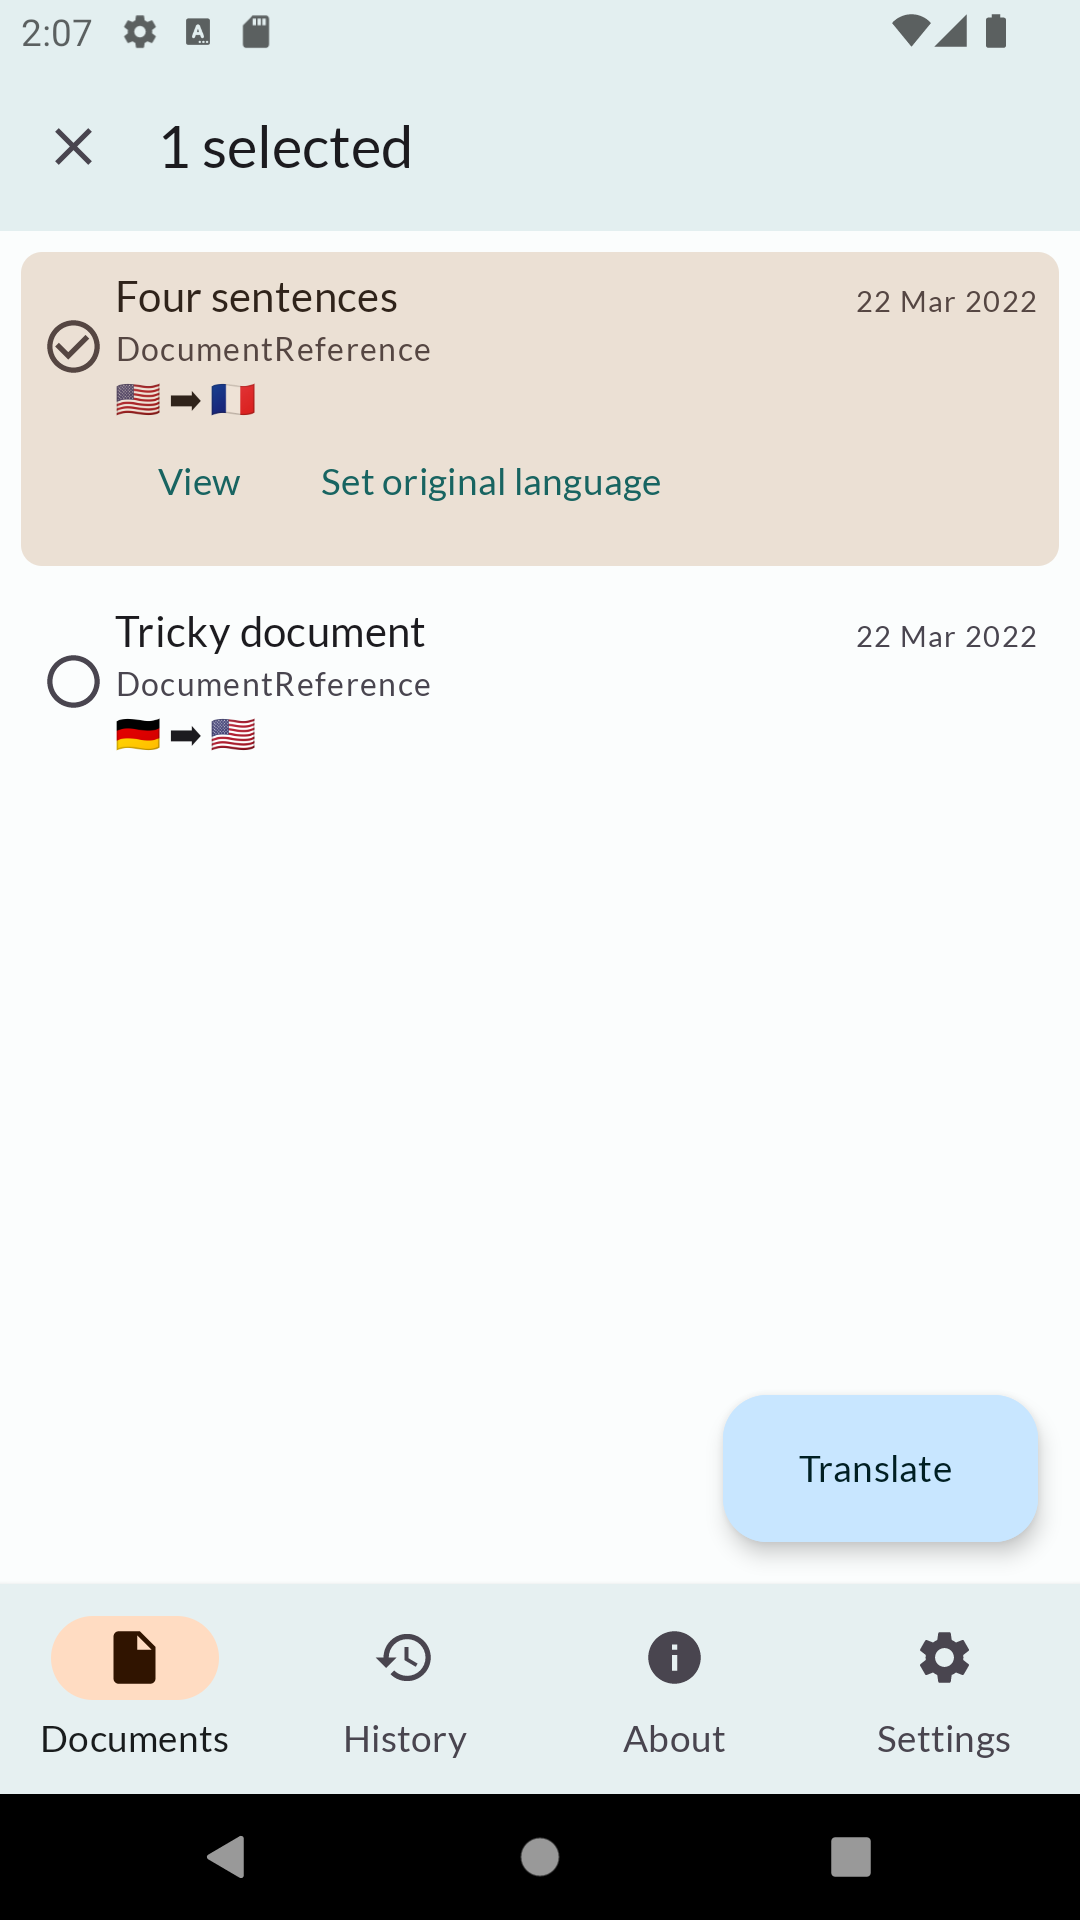 2:07
1 selected
Four sentences
22 Mar 2022
DocumentReference
🇺🇸 ➡ 🇫🇷
View
Set original language
Tricky document
22 Mar 2022
DocumentReference
🇩🇪 ➡ 🇺🇸
Translate
Documents
History
About
Settings